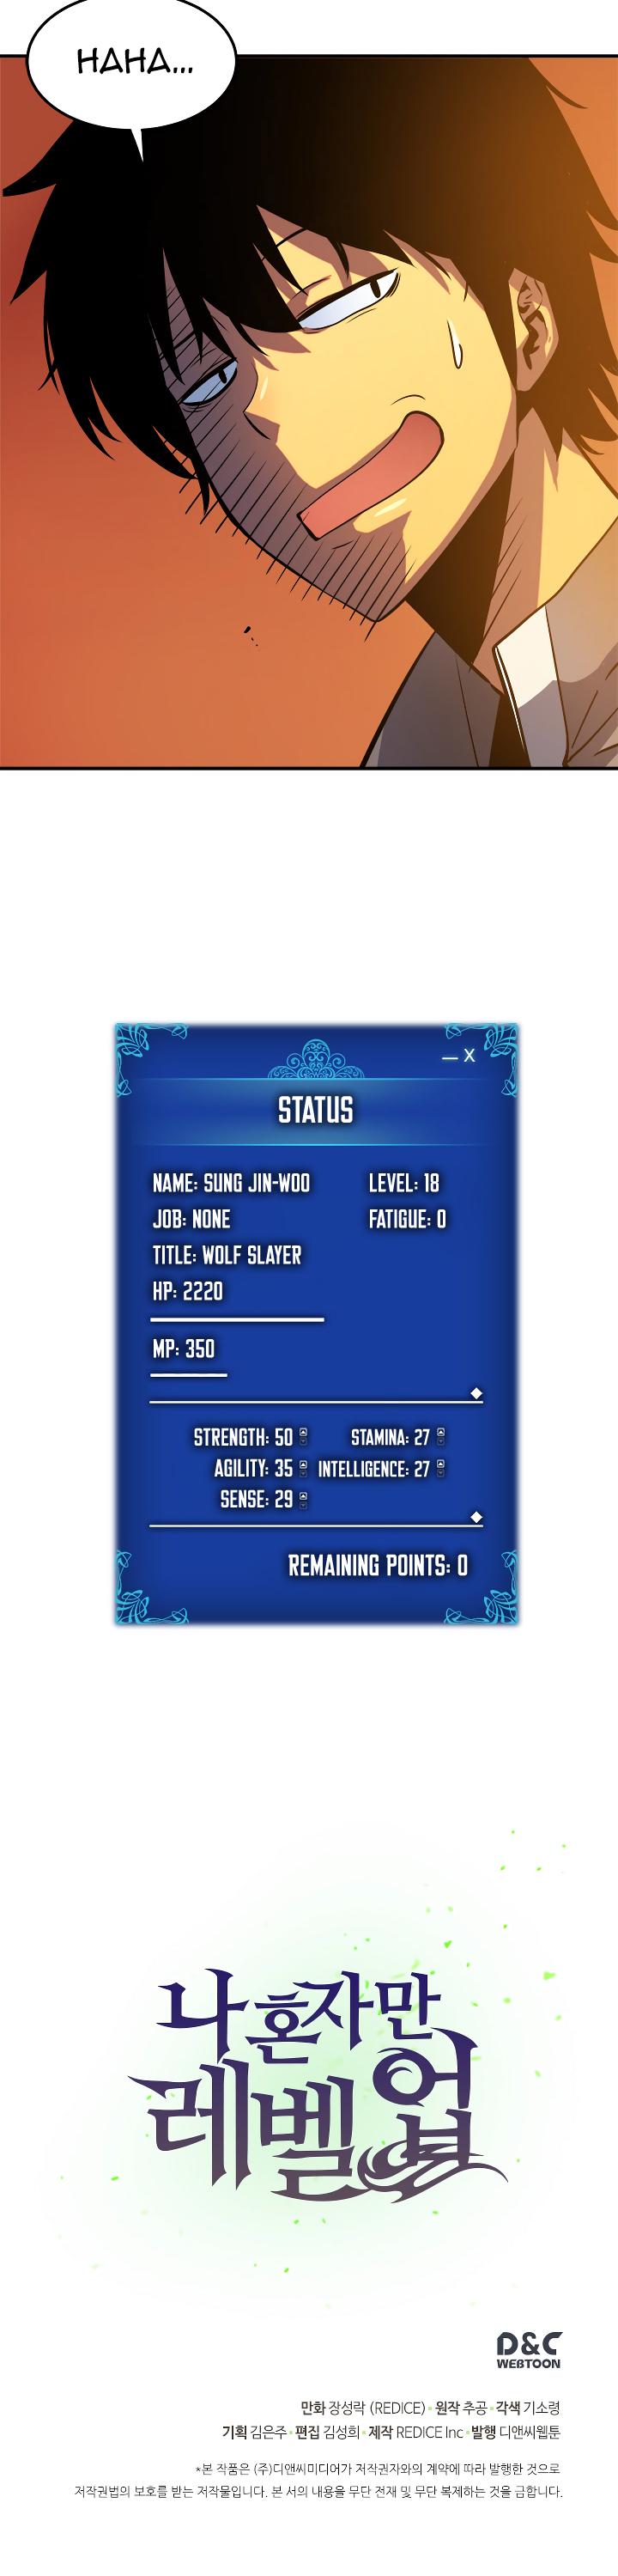 HAHA...
— X
STATUS
NAME: SUNG JIN-WOO LEVEL: 18
JOB: NONE FATIGUE: 0
TITLE: WOLF SLAYER
HP: 2220
MP: 350
STRENGTH: 50 STAMINA: 27
AGILITY: 35 INTELLIGENCE: 27
SENSE: 29
REMAINING POINTS: 0
나 혼자만
레벨업
D&C
WEBTOON
만화 장성락 (REDICE) • 원작 추공 • 각색 기소령
기획 김은주 • 편집 김성희 • 제작 REDICE Inc • 발행 디앤씨웹툰
*본 작품은 (주)디앤씨미디어가 저작권자와의 계약에 따라 발행한 것으로
저작권법의 보호를 받는 저작물입니다. 본 서의 내용을 무단 전재 및 무단 복제하는 것을 금합니다.